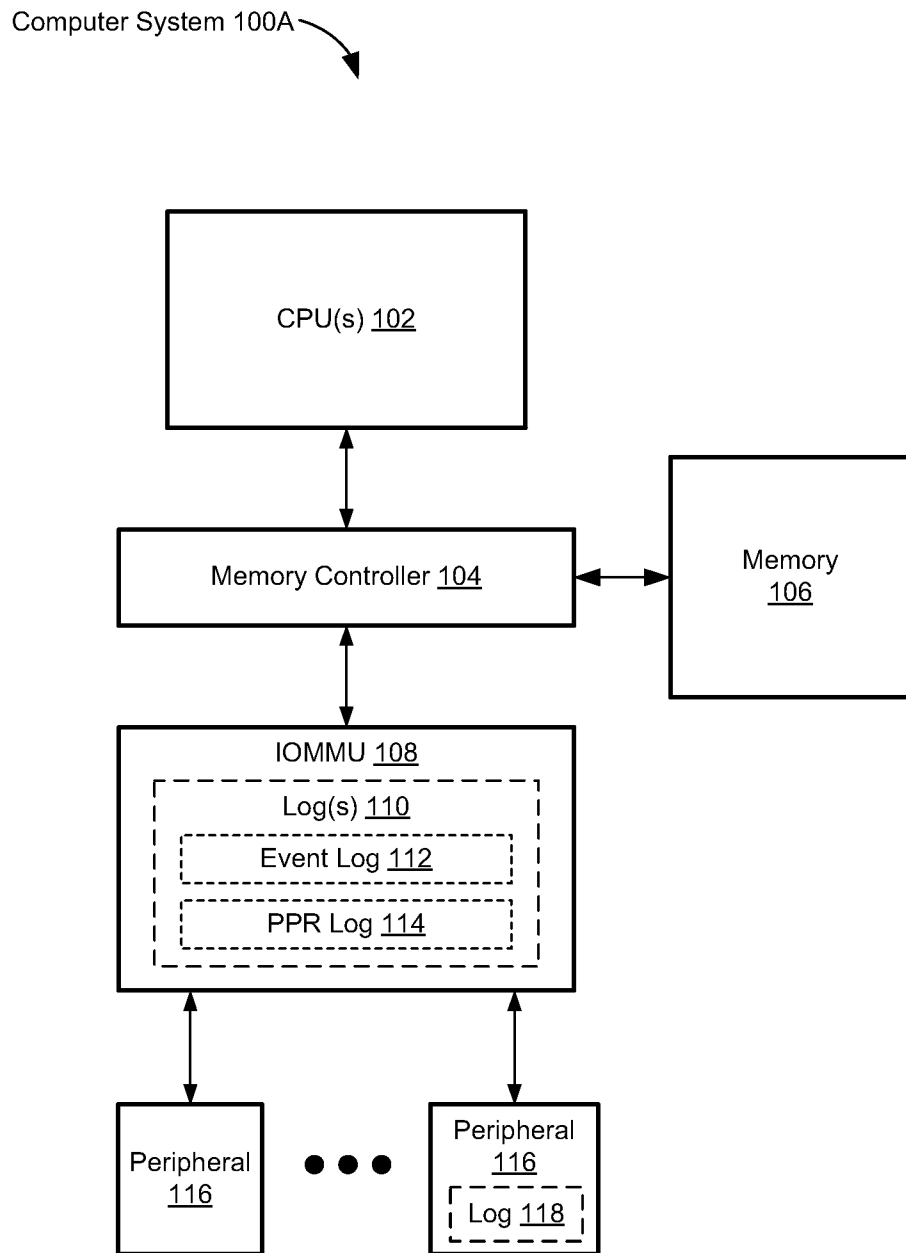 Computer System 100A
CPU(s) 102
Memory Controller 104
Memory
106
IOMMU 108
Log(s) 110
Event Log 112
PPR Log 114
Peripheral
116
Peripheral
116
Log 118